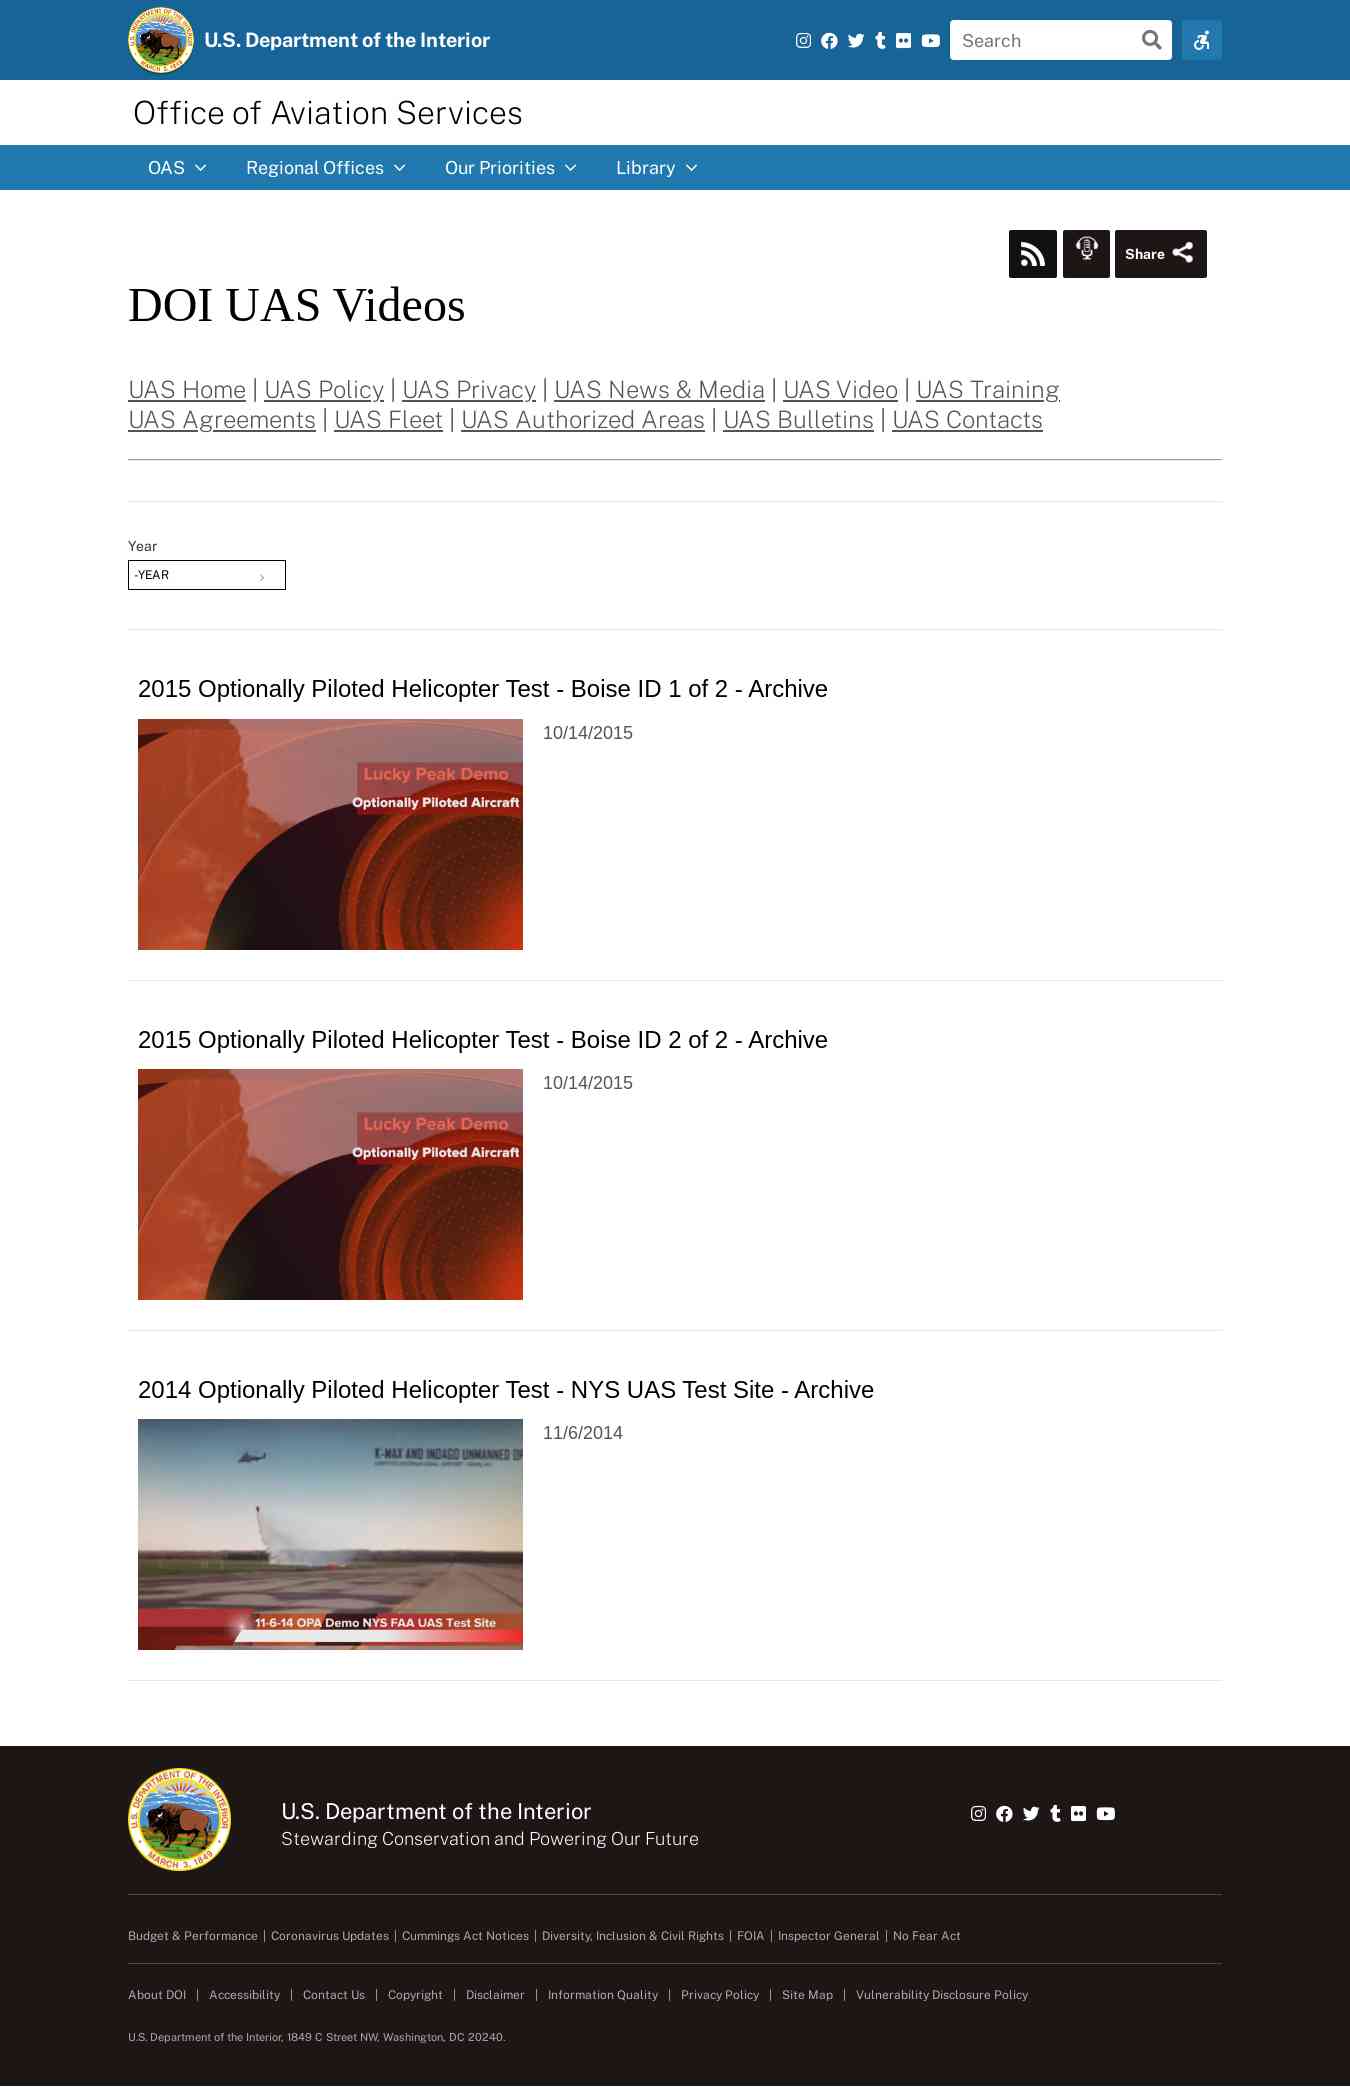 U.S. Department of the Interior
Search
Office of Aviation Services
OAS
Regional Offices
Our Priorities
Library
Share
DOI UAS Videos
UAS Home | UAS Policy | UAS Privacy | UAS News & Media | UAS Video | UAS Training
UAS Agreements | UAS Fleet | UAS Authorized Areas | UAS Bulletins | UAS Contacts
Year
-YEAR
2015 Optionally Piloted Helicopter Test - Boise ID 1 of 2 - Archive
Lucky Peak Demo
Optionally Piloted Aircraft
10/14/2015
2015 Optionally Piloted Helicopter Test - Boise ID 2 of 2 - Archive
Lucky Peak Demo
Optionally Piloted Aircraft
10/14/2015
2014 Optionally Piloted Helicopter Test - NYS UAS Test Site - Archive
K-MAX AND INDAGO UNMANNED
11-6-14 OPA Demo NYS FAA UAS Test Site
11/6/2014
U.S. DEPARTMENT OF THE INTERIOR
MARCH 3, 1849
U.S. Department of the Interior
Stewarding Conservation and Powering Our Future
Budget & Performance | Coronavirus Updates | Cummings Act Notices | Diversity, Inclusion & Civil Rights | FOIA | Inspector General | No Fear Act
About DOI | Accessibility | Contact Us | Copyright | Disclaimer | Information Quality | Privacy Policy | Site Map | Vulnerability Disclosure Policy
U.S. Department of the Interior, 1849 C Street NW, Washington, DC 20240.